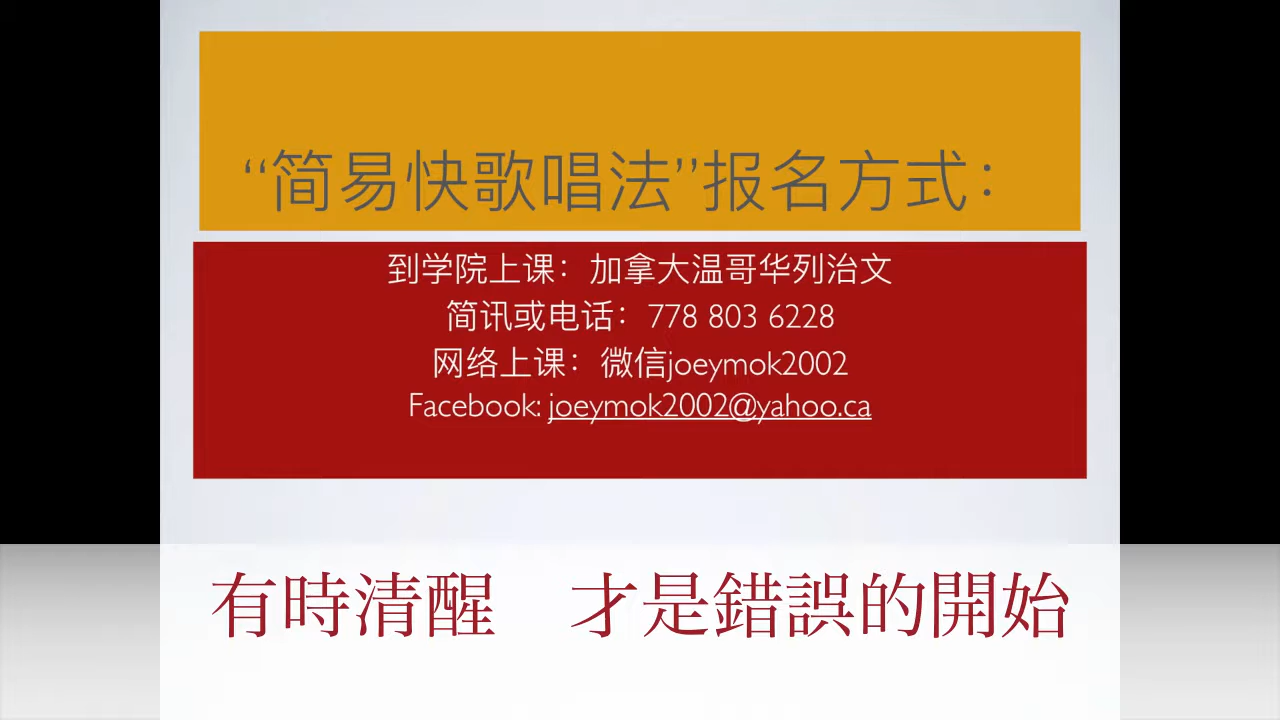 “简易快歌唱法”报名方式：
到学院上课：加拿大温哥华列治文
简讯或电话：778 803 6228
网络上课：微信joeymok2002
Facebook: joeymok2002@yahoo.ca
有時清醒　才是錯誤的開始